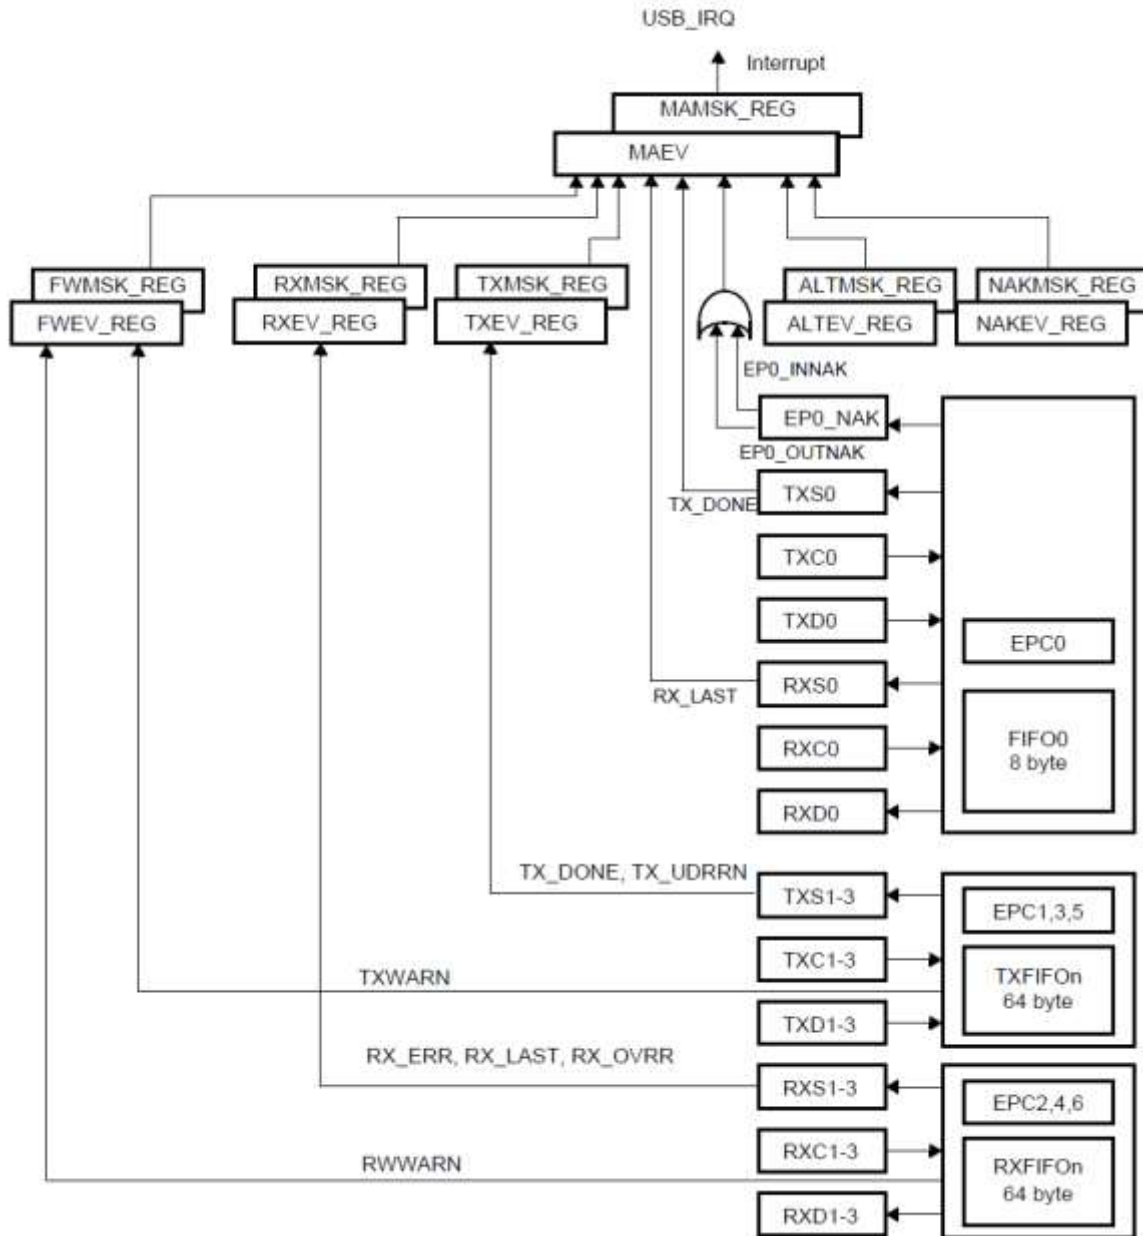 USB_IRQ
Interrupt
MAMSK_REG
MAEV
FWMSK_REG
RXMSK_REG
TXMSK_REG
ALTMSK_REG
NAKMSK_REG
FWEV_REG
RXEV_REG
TXEV_REG
ALTEV_REG
NAKEV_REG
EP0_INNAK
EP0_NAK
EP0_OUTNAK
TXS0
TX_DONE
TXC0
TXD0
EPC0
RXS0
RX_LAST
RXC0
FIFO0
8 byte
RXD0
TX_DONE, TX_UDRRN
TXS1-3
EPC1,3,5
TXC1-3
TXWARN
TXFIFOn
64 byte
TXD1-3
RX_ERR, RX_LAST, RX_OVRR
RXS1-3
EPC2,4,6
RXC1-3
RWWARN
RXFIFOn
64 byte
RXD1-3